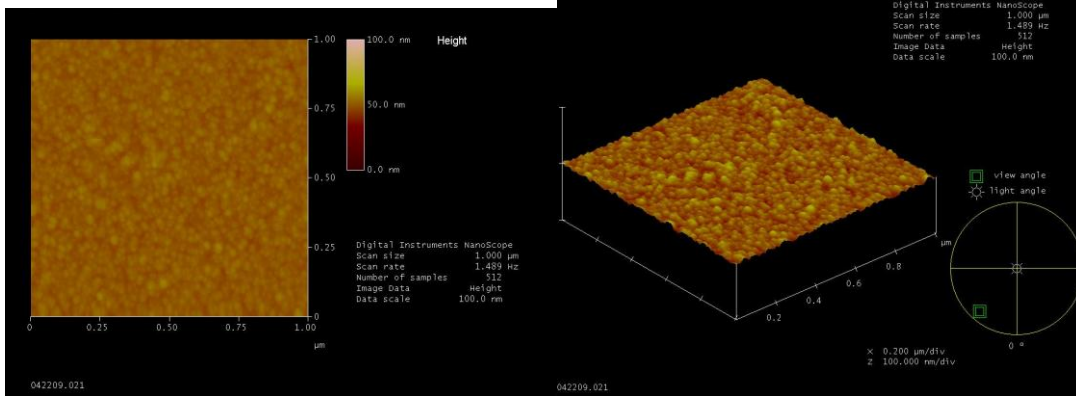 1.00
100.0 nm
Height
0.75
50.0 nm
0.50
0.0 nm
0.25
0
0 0.25 0.50 0.75 1.00
µm
Digital Instruments NanoScope
Scan size 1.000 µm
Scan rate 1.489 Hz
Number of samples 512
Image Data Height
Data scale 100.0 nm
042209.021
Digital Instruments NanoScope
Scan size 1.000 µm
Scan rate 1.489 Hz
Number of samples 512
Image Data Height
Data scale 100.0 nm
view angle
light angle
µm
0.8
0.6
0.4
0.2
X 0.200 µm/div
Z 100.000 nm/div
0 °
042209.021